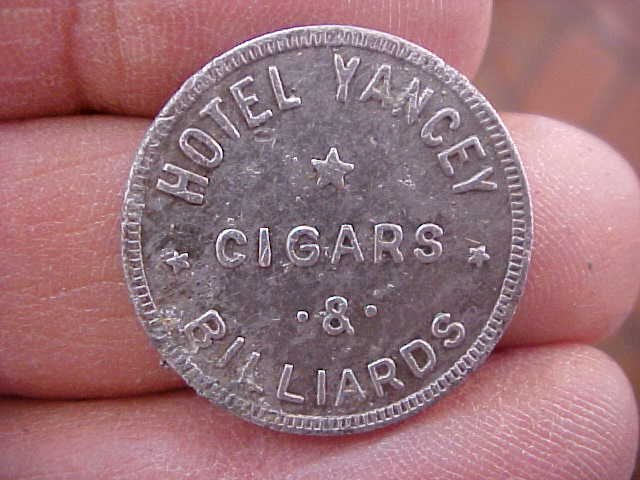 HOTEL YANCEY
CIGARS
&
BILLIARDS